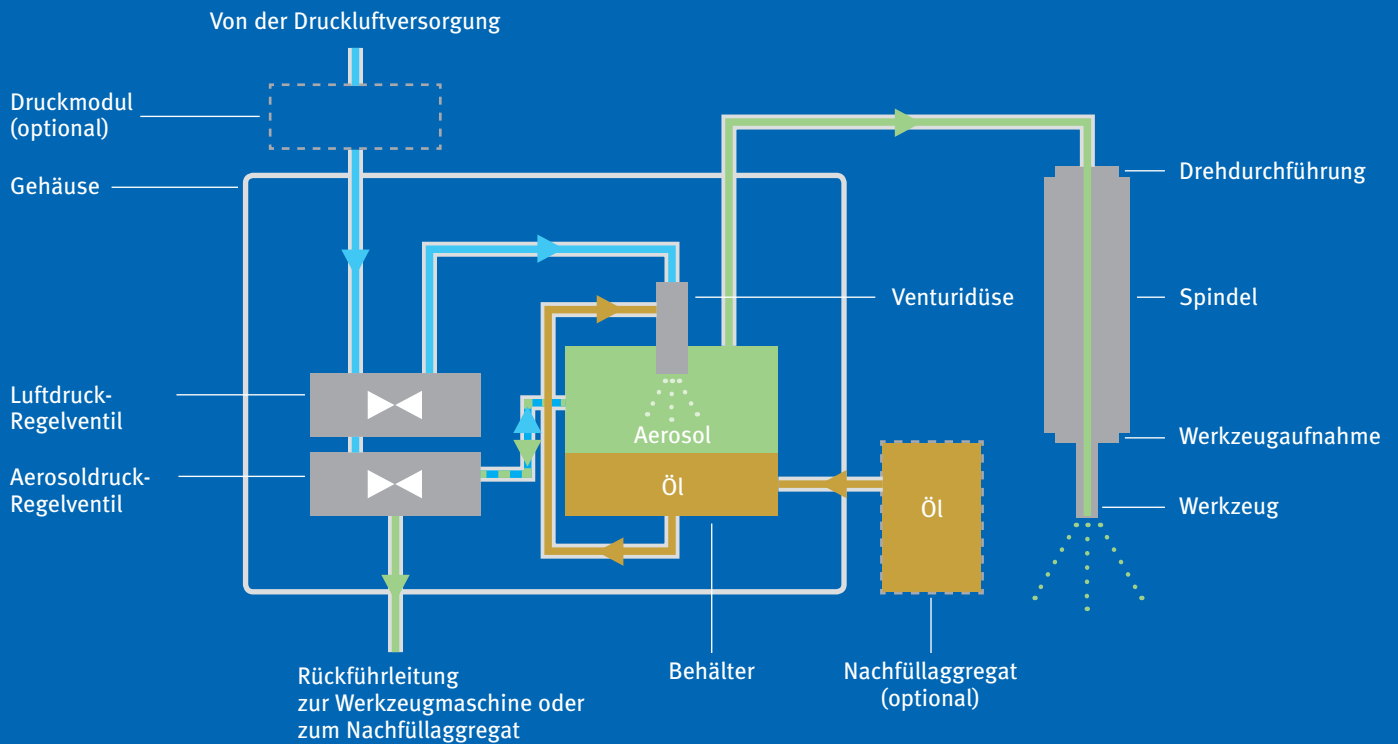 Von der Druckluftversorgung
Druckmodul
(optional)
Gehäuse
Drehdurchführung
Venturidüse
Spindel
Luftdruck-
Regelventil
Aerosol
Werkzeugaufnahme
Aerosoldruck-
Regelventil
Öl
Öl
Werkzeug
Rückführleitung
zur Werkzeugmaschine oder
zum Nachfüllaggregat
Behälter
Nachfüllaggregat
(optional)